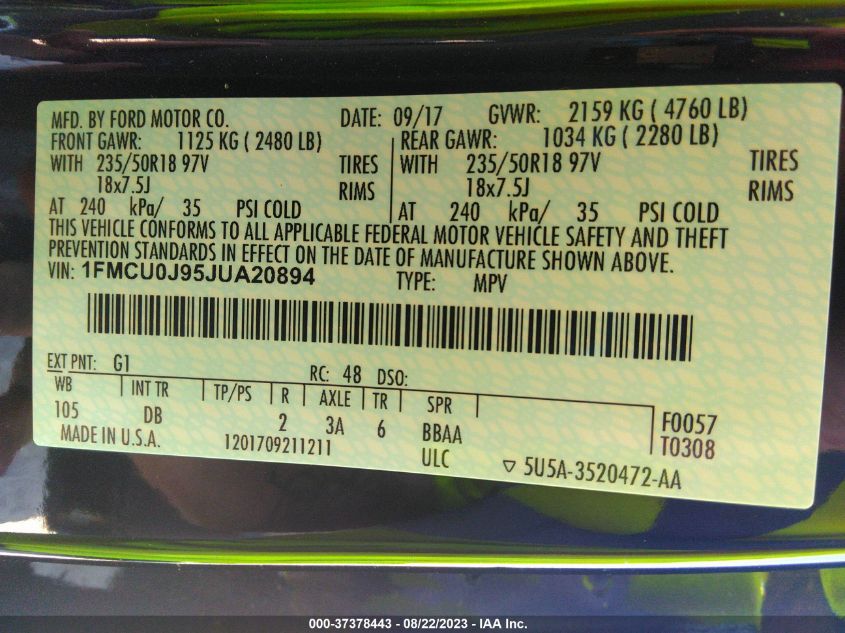 MFD. BY FORD MOTOR CO. DATE: 09/17 GVWR: 2159 KG ( 4760 LB)
FRONT GAWR: 1125 KG ( 2480 LB) REAR GAWR: 1034 KG ( 2280 LB)
WITH 235/50R18 97V TIRES WITH 235/50R18 97V TIRES
18x7.5J RIMS 18x7.5J RIMS
AT 240 kPa/ 35 PSI COLD AT 240 kPa/ 35 PSI COLD
THIS VEHICLE CONFORMS TO ALL APPLICABLE FEDERAL MOTOR VEHICLE SAFETY AND THEFT
PREVENTION STANDARDS IN EFFECT ON THE DATE OF MANUFACTURE SHOWN ABOVE.
VIN: 1FMCU0J95JUA20894 TYPE: MPV
EXT PNT: G1 RC: 48 DSO:
WB INT TR TP/PS R AXLE TR SPR
105 DB 2 3A 6 BBAA F0057
MADE IN U.S.A. 1201709211211 ULC T0308
▽ 5U5A-3520472-AA
000-37378443 - 08/22/2023 - IAA Inc.